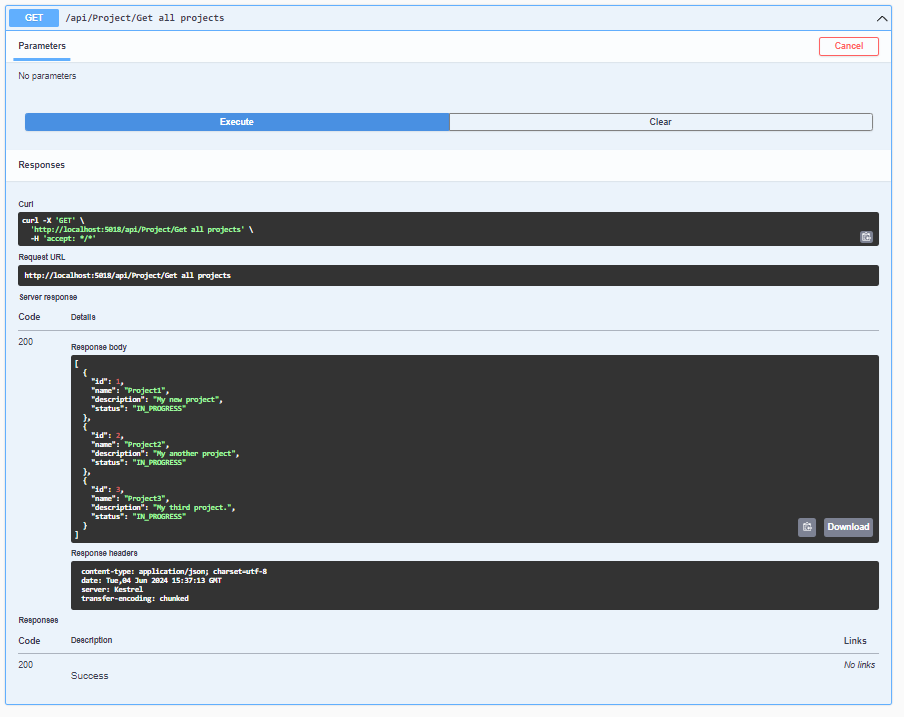 GET /api/Project/Get all projects
Parameters
Cancel
No parameters
Execute
Clear
Responses
Curl
curl -X 'GET' \
'http://localhost:5018/api/Project/Get all projects' \
-H 'accept: */*'
Request URL
http://localhost:5018/api/Project/Get all projects
Server response
Code Details
200
Response body
[
{
"id": 1,
"name": "Project1",
"description": "My new project",
"status": "IN_PROGRESS"
},
{
"id": 2,
"name": "Project2",
"description": "My another project",
"status": "IN_PROGRESS"
},
{
"id": 3,
"name": "Project3",
"description": "My third project.",
"status": "IN_PROGRESS"
}
]
Download
Response headers
content-type: application/json; charset=utf-8
date: Tue,04 Jun 2024 15:37:13 GMT
server: Kestrel
transfer-encoding: chunked
Responses
Code Description Links
200 No links
Success